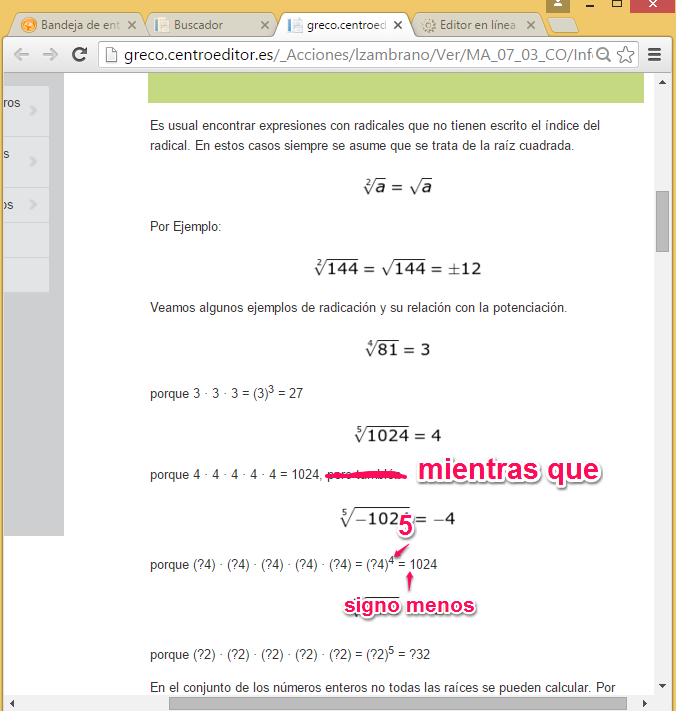 Bandeja de ent
Buscador
greco.centroed
Editor en línea
greco.centroeditor.es/_Acciones/lzambrano/Ver/MA_07_03_CO/Info
ros
s
os
Es usual encontrar expresiones con radicales que no tienen escrito el índice del
radical. En estos casos siempre se asume que se trata de la raíz cuadrada.
²√a = √a
Por Ejemplo:
²√144 = √144 = ±12
Veamos algunos ejemplos de radicación y su relación con la potenciación.
⁴√81 = 3
porque 3 · 3 · 3 = (3)³ = 27
⁵√1024 = 4
porque 4 · 4 · 4 · 4 · 4 = 1024, mientras que
⁵√-102 = -4
5
porque (?4) · (?4) · (?4) · (?4) · (?4) = (?4)⁴ = 1024
signo menos
porque (?2) · (?2) · (?2) · (?2) · (?2) = (?2)⁵ = ?32
En el conjunto de los números enteros no todas las raíces se pueden calcular. Por